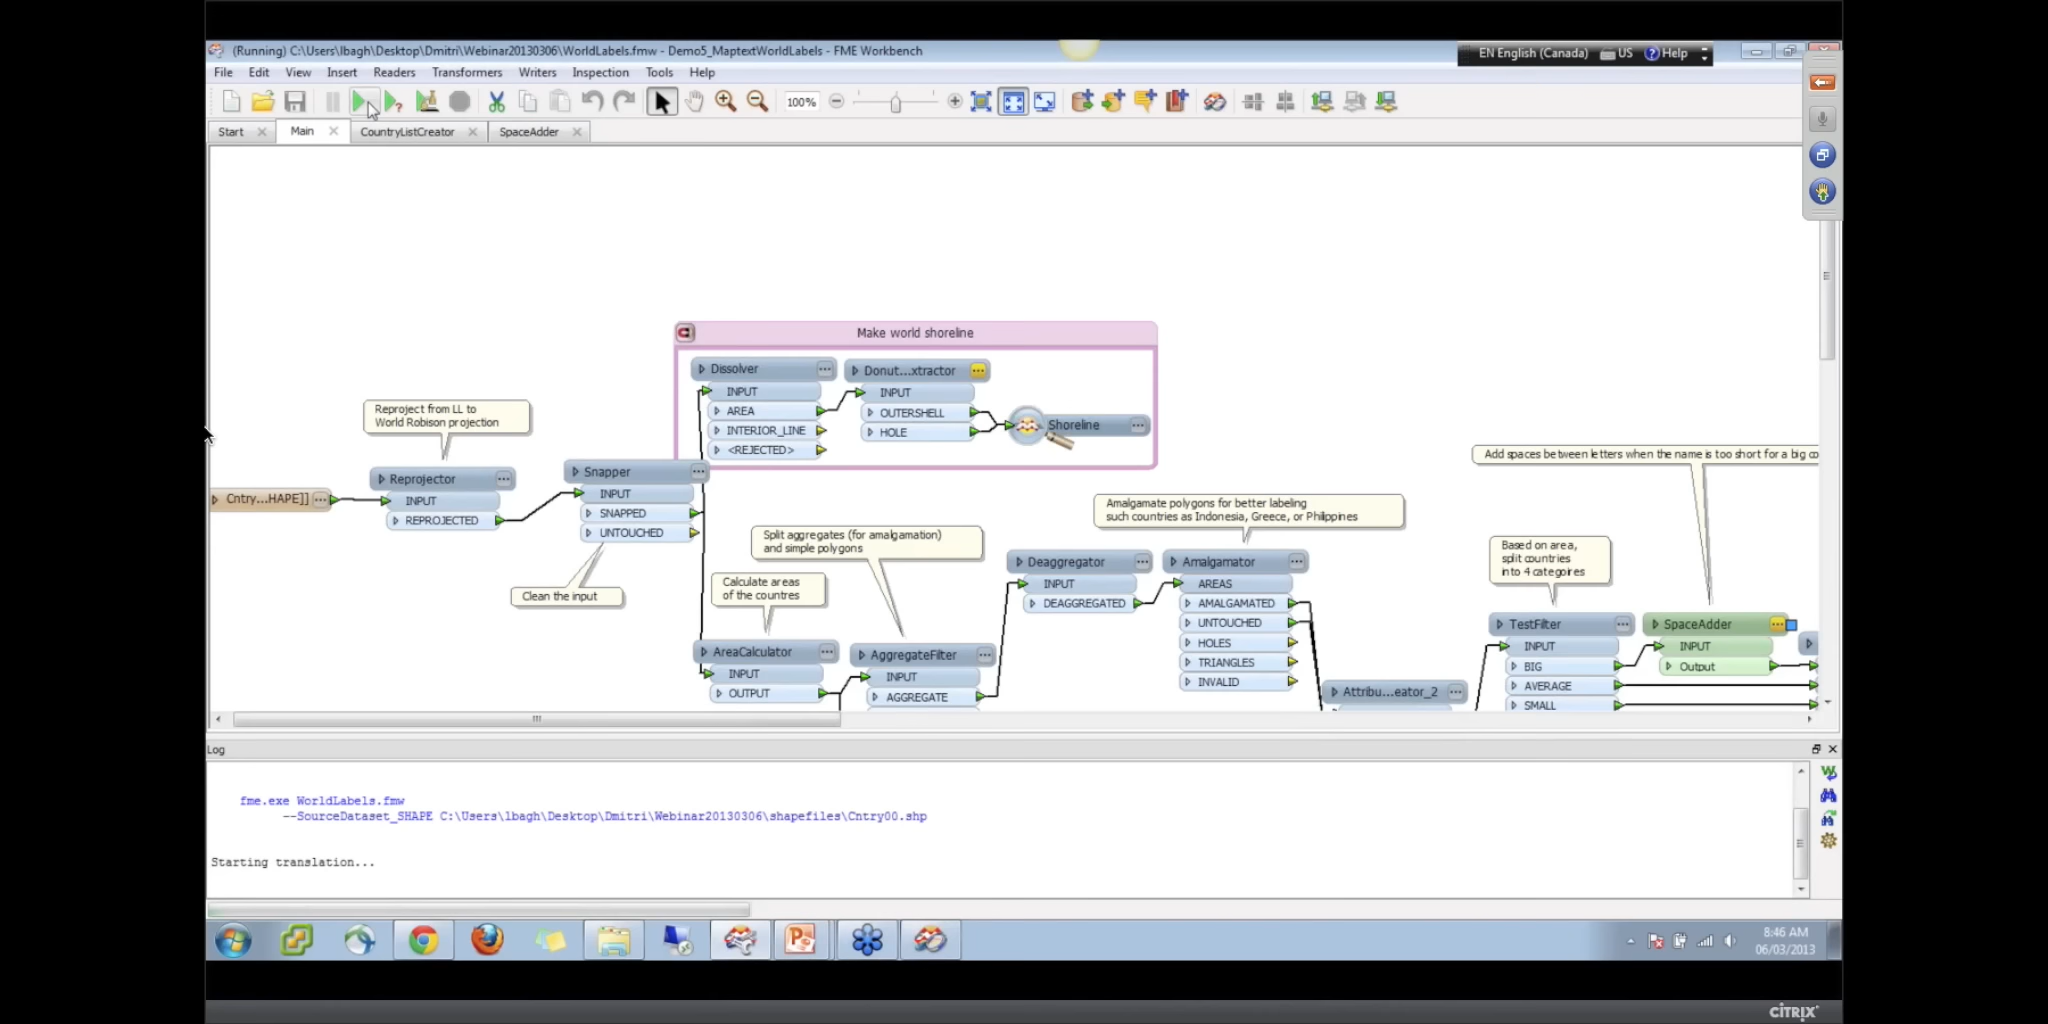 (Running) C:\Users\lbagh\Desktop\Dmitri\Webinar20130306\WorldLabels.fmw - Demo5_MaptextWorldLabels - FME Workbench
EN English (Canada) US Help
File Edit View Insert Readers Transformers Writers Inspection Tools Help
100%
Start Main CountryListCreator SpaceAdder
Make world shoreline
Dissolver
INPUT
AREA
INTERIOR_LINE
<REJECTED>
Donut...xtractor
INPUT
OUTERSHELL
HOLE
Shoreline
Reproject from LL to
World Robison projection
Cntry...HAPE]]
Reprojector
INPUT
REPROJECTED
Snapper
INPUT
SNAPPED
UNTOUCHED
Clean the input
Split aggregates (for amalgamation)
and simple polygons
Calculate areas
of the countres
AreaCalculator
INPUT
OUTPUT
AggregateFilter
INPUT
AGGREGATE
Amalgamate polygons for better labeling
such countries as Indonesia, Greece, or Philippines
Deaggregator
INPUT
DEAGGREGATED
Amalgamator
AREAS
AMALGAMATED
UNTOUCHED
HOLES
TRIANGLES
INVALID
Attribu...eator_2
Add spaces between letters when the name is too short for a big co
Based on area,
split countries
into 4 categoires
TestFilter
INPUT
BIG
AVERAGE
SMALL
SpaceAdder
INPUT
Output
Log
fme.exe WorldLabels.fmw
--SourceDataset_SHAPE C:\Users\lbagh\Desktop\Dmitri\Webinar20130306\shapefiles\Cntry00.shp
Starting translation...
8:46 AM
06/03/2013
CITRIX